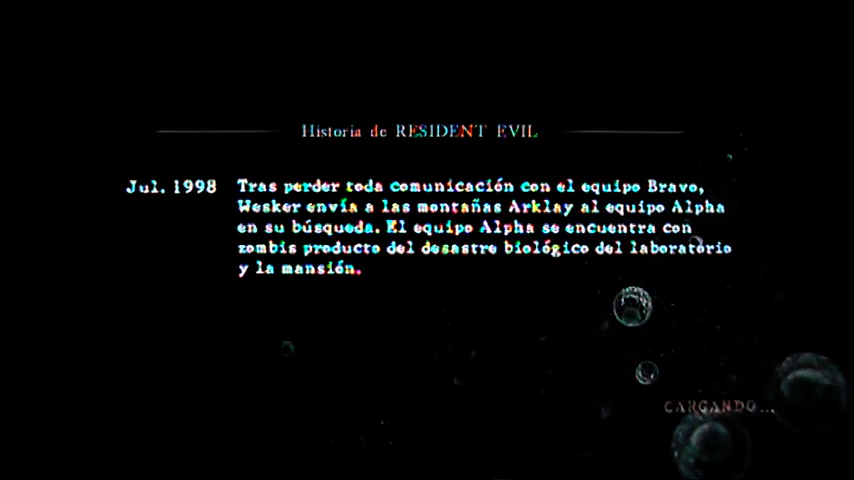 Historia de RESIDENT EVIL
Jul. 1998 Tras perder toda comunicación con el equipo Bravo,
Wesker envía a las montañas Arklay al equipo Alpha
en su búsqueda. El equipo Alpha se encuentra con
zombis producto del desastre biológico del laboratorio
y la mansión.
CARGANDO...